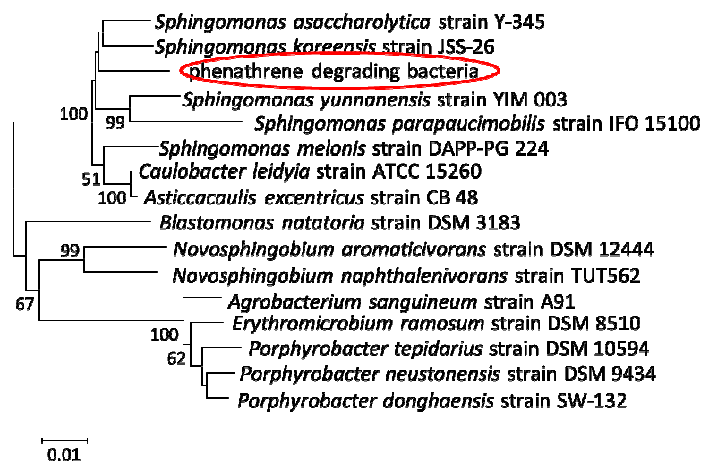 Sphingomonas asaccharolytica strain Y-345
Sphingomonas koreensis strain JSS-26
phenathrene degrading bacteria
Sphingomonas yunnanensis strain YIM 003
100
99
Sphingomonas parapaucimobilis strain IFO 15100
Sphingomonas melonis strain DAPP-PG 224
Caulobacter leidyia strain ATCC 15260
51
100
Asticcacaulis excentricus strain CB 48
Blastomonas natatoria strain DSM 3183
99
Novosphingobium aromaticivorans strain DSM 12444
Novosphingobium naphthalenivorans strain TUT562
67
Agrobacterium sanguineum strain A91
Erythromicrobium ramosum strain DSM 8510
100
Porphyrobacter tepidarius strain DSM 10594
62
Porphyrobacter neustonensis strain DSM 9434
Porphyrobacter donghaensis strain SW-132
0.01